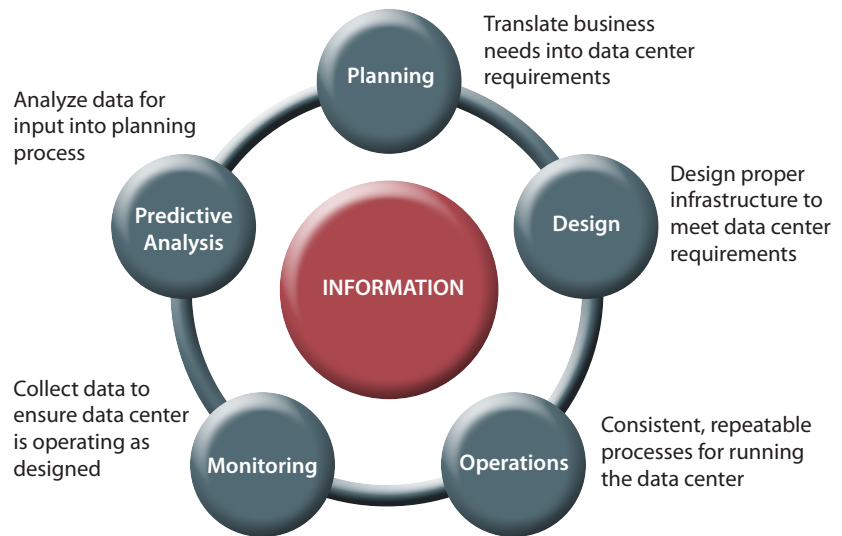 Planning
Translate business
needs into data center
requirements
Design
Design proper
infrastructure to
meet data center
requirements
Operations
Consistent, repeatable
processes for running
the data center
Monitoring
Collect data to
ensure data center
is operating as
designed
Predictive
Analysis
Analyze data for
input into planning
process
INFORMATION